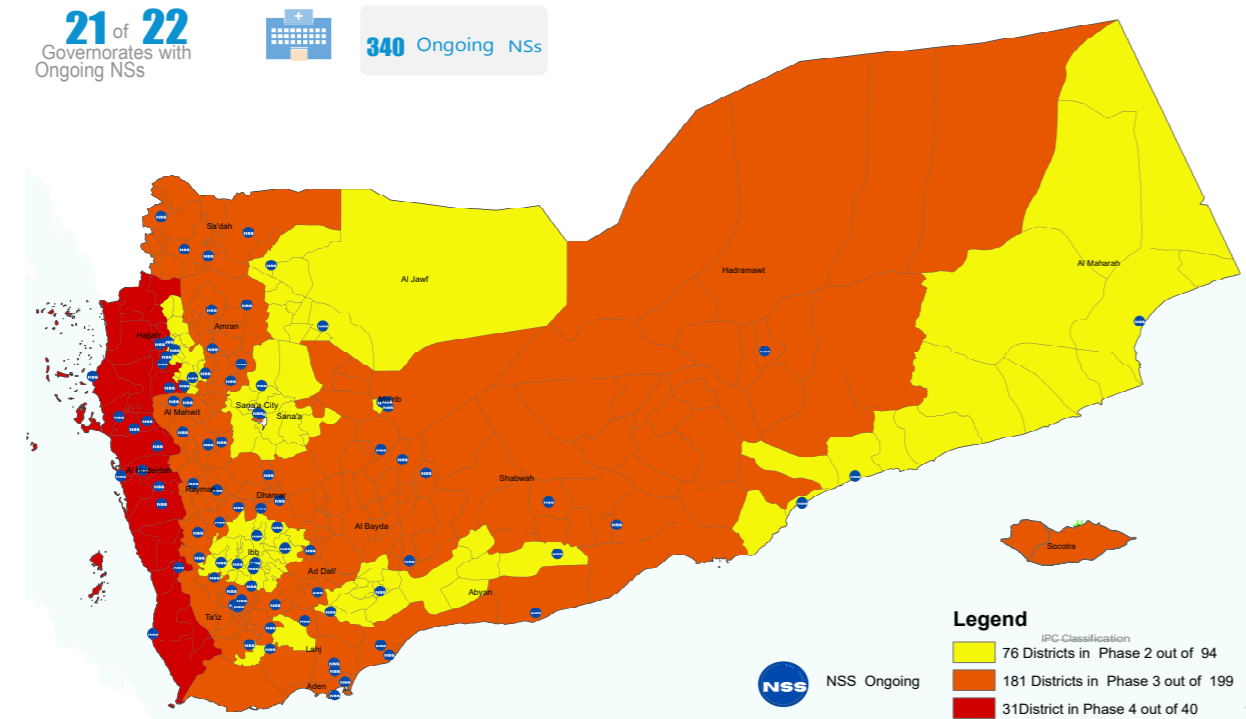 21 of 22
Governorates with
Ongoing NSs
340 Ongoing NSs
Sa'dah
Al Jawf
Hadramawt
Al Maharah
Amran
Hajjah
Marib
Sana'a City
Sana'a
Al Mahwit
Al Hodeidah
Raymah
Dhamar
Shabwah
Al Bayda
Ibb
Ad Dali'
Abyan
Socotra
Ta'iz
Lahj
Aden
Legend
IPC Classification
76 Districts in Phase 2 out of 94
181 Districts in Phase 3 out of 199
31District in Phase 4 out of 40
NSS
NSS Ongoing